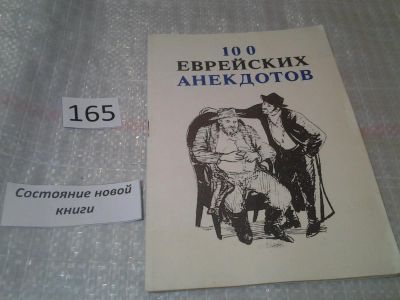 100
ЕВРЕЙСКИХ
АНЕКДОТОВ
165
Состояние новой
книги